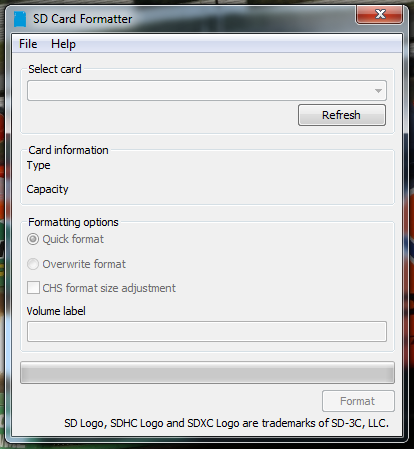 SD Card Formatter
File Help
Select card
Refresh
Card information
Type
Capacity
Formatting options
Quick format
Overwrite format
CHS format size adjustment
Volume label
Format
SD Logo, SDHC Logo and SDXC Logo are trademarks of SD-3C, LLC.